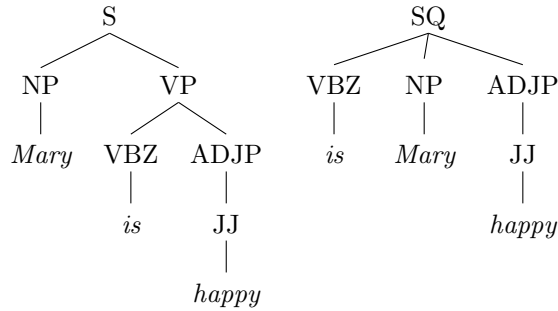 S SQ
NP VP VBZ NP ADJP
Mary VBZ ADJP is Mary JJ
is JJ happy
happy